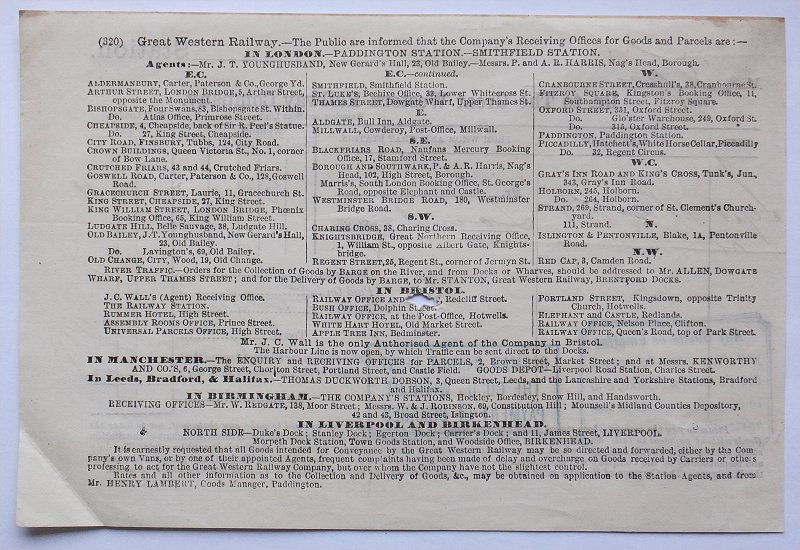 (320) Great Western Railway.—The Public are informed that the Company's Receiving Offices for Goods and Parcels are :—
IN LONDON.—PADDINGTON STATION.—SMITHFIELD STATION.
Agents:—Mr. J. T. YOUNGHUSBAND, New Gerard's Hall, 23, Old Bailey.—Messrs. P. and A. R. HARRIS, Nag's Head, Borough.
E.C.
ALDERMANBURY, Carter, Paterson & Co., George Yd.
ARTHUR STREET, LONDON BRIDGE, 5, Arthur Street,
opposite the Monument.
BISHOPSGATE, Four Swans, 83, Bishopsgate St. Within.
Do. Atlas Office, Primrose Street.
CHEAPSIDE, 4, Cheapside, back of Sir R. Peel's Statue.
Do. 27, King Street, Cheapside.
CITY ROAD, FINSBURY, Tubbs, 124, City Road.
CROWN BUILDINGS, Queen Victoria St., No. 1, corner
of Bow Lane.
CRUTCHED FRIARS, 43 and 44, Crutched Friars.
GOSWELL ROAD, Carter, Paterson & Co., 128, Goswell
Road.
GRACECHURCH STREET, Laurie, 11, Gracechurch St.
KING STREET, CHEAPSIDE, 27, King Street.
KING WILLIAM STREET, LONDON BRIDGE, Phœnix
Booking Office, 65, King William Street.
LUDGATE HILL, Belle Sauvage, 38, Ludgate Hill.
OLD BAILEY, J. T. Younghusband, New Gerard's Hall,
23, Old Bailey.
Do. Lavington's, 69, Old Bailey.
OLD CHANGE, CITY, Wood, 19, Old Change.
E.C.—continued.
SMITHFIELD, Smithfield Station.
ST. LUKE'S, Beehive Office, 33, Lower Whitecross St.
THAMES STREET, Dowgate Wharf, Upper Thames St.
E.
ALDGATE, Bull Inn, Aldgate.
MILLWALL, Cowderoy, Post-Office, Millwall.
S.E.
BLACKFRIARS ROAD, Nanfans Mercury Booking
Office, 17, Stamford Street.
BOROUGH AND SOUTHWARK, P. & A. R. Harris, Nag's
Head, 102, High Street, Borough.
Marris's, South London Booking Office, St. George's
Road, opposite Elephant and Castle.
WESTMINSTER BRIDGE ROAD, 180, Westminster
Bridge Road.
S.W.
CHARING CROSS, 38, Charing Cross.
KNIGHTSBRIDGE, Great Northern Receiving Office,
1, William St., opposite Albert Gate, Knights-
bridge.
REGENT STREET, 25, Regent St., corner of Jermyn St.
W.
CRANBOURNE STREET, Cresshull's, 38, Cranbourne St.
FITZROY SQUARE, Kingston's Booking Office, 11,
Southampton Street, Fitzroy Square.
OXFORD STREET, 351, Oxford Street.
Do. Glo'ster Warehouse, 249, Oxford St.
Do. 315, Oxford Street.
PADDINGTON, Paddington Station.
PICCADILLY, Hatchett's, White Horse Cellar, Piccadilly
Do. 32, Regent Circus.
W.C.
GRAY'S INN ROAD AND KING'S CROSS, Tunk's, Jun.,
343, Gray's Inn Road.
HOLBORN, 245, Holborn.
Do. 264, Holborn.
STRAND, 269, Strand, corner of St. Clement's Church-
yard.
111, Strand.
N.
ISLINGTON & PENTONVILLE, Blake, 1A, Pentonville
Road.
N.W.
RED CAP, 3, Camden Road.
RIVER TRAFFIC.—Orders for the Collection of Goods by BARGE on the River, and from Docks or Wharves, should be addressed to Mr. ALLEN, DOWGATE
WHARF, UPPER THAMES STREET; and for the Delivery of Goods by BARGE, to Mr. STANTON, Great Western Railway, BRENTFORD DOCKS.
IN BRISTOL.
J. C. WALL'S (Agent) Receiving Office.
THE RAILWAY STATION.
RUMMER HOTEL, High Street.
ASSEMBLY ROOMS OFFICE, Prince Street.
UNIVERSAL PARCELS OFFICE, High Street.
RAILWAY OFFICE AND Redcliff Street.
BUSH OFFICE, Dolphin Street.
RAILWAY OFFICE, at the Post-Office, Hotwells.
WHITE HART HOTEL, Old Market Street.
APPLE TREE INN, Bedminster.
PORTLAND STREET, Kingsdown, opposite Trinity
Church, Hotwells.
ELEPHANT and CASTLE, Redlands.
RAILWAY OFFICE, Nelson Place, Clifton.
RAILWAY OFFICE, Queen's Road, top of Park Street.
Mr. J. C. Wall is the only Authorised Agent of the Company in Bristol.
The Harbour Line is now open, by which Traffic can be sent direct to the Docks.
IN MANCHESTER.—The ENQUIRY and RECEIVING OFFICES for PARCELS, 2, Brown Street, Market Street; and at Messrs. KENWORTHY
AND CO.'S, 6, George Street, Chorlton Street, Portland Street, and Castle Field. GOODS DEPOT—Liverpool Road Station, Charles Street.
In Leeds, Bradford, & Halifax.—THOMAS DUCKWORTH DOBSON, 3, Queen Street, Leeds, and the Lancashire and Yorkshire Stations, Bradford
and Halifax.
IN BIRMINGHAM.—THE COMPANY'S STATIONS, Hockley, Bordesley, Snow Hill, and Handsworth.
RECEIVING OFFICES—Mr. W. REDGATE, 138, Moor Street; Messrs. W. & J. ROBINSON, 69, Constitution Hill; Mounsell's Midland Counties Depository,
42 and 43, Broad Street, Islington.
IN LIVERPOOL AND BIRKENHEAD.
NORTH SIDE—Duke's Dock; Stanley Dock; Egerton Dock; Carrier's Dock; and 11, James Street, LIVERPOOL.
Morpeth Dock Station, Town Goods Station, and Woodside Office, BIRKENHEAD.
It is earnestly requested that all Goods intended for Conveyance by the Great Western Railway may be so directed and forwarded, either by the Com-
pany's own Vans, or by one of their appointed Agents, frequent complaints having been made of delay and overcharge on Goods received by Carriers or others
professing to act for the Great Western Railway Company, but over whom the Company have not the slightest control.
Rates and all other information as to the Collection and Delivery of Goods, &c., may be obtained on application to the Station Agents, and from
Mr. HENRY LAMBERT, Goods Manager, Paddington.